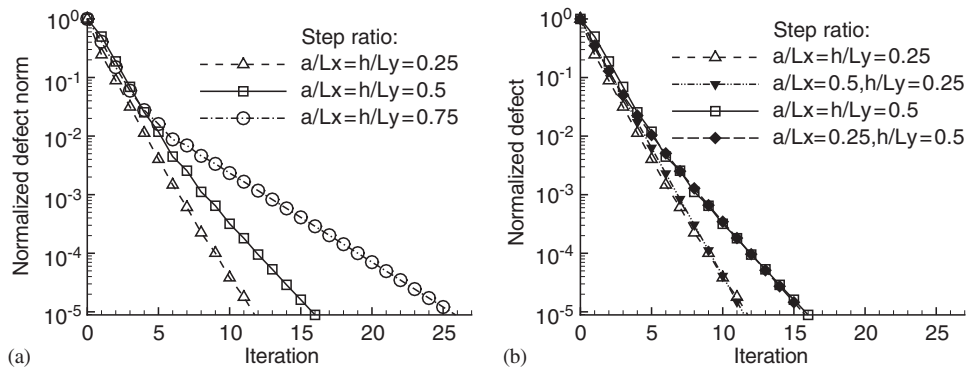 Normalized defect norm
10^0
10^-1
10^-2
10^-3
10^-4
10^-5
Step ratio:
a/Lx=h/Ly=0.25
a/Lx=h/Ly=0.5
a/Lx=h/Ly=0.75
0 5 10 15 20 25
Iteration
(a)
Normalized defect
10^0
10^-1
10^-2
10^-3
10^-4
10^-5
Step ratio:
a/Lx=h/Ly=0.25
a/Lx=0.5,h/Ly=0.25
a/Lx=h/Ly=0.5
a/Lx=0.25,h/Ly=0.5
0 5 10 15 20 25
Iteration
(b)